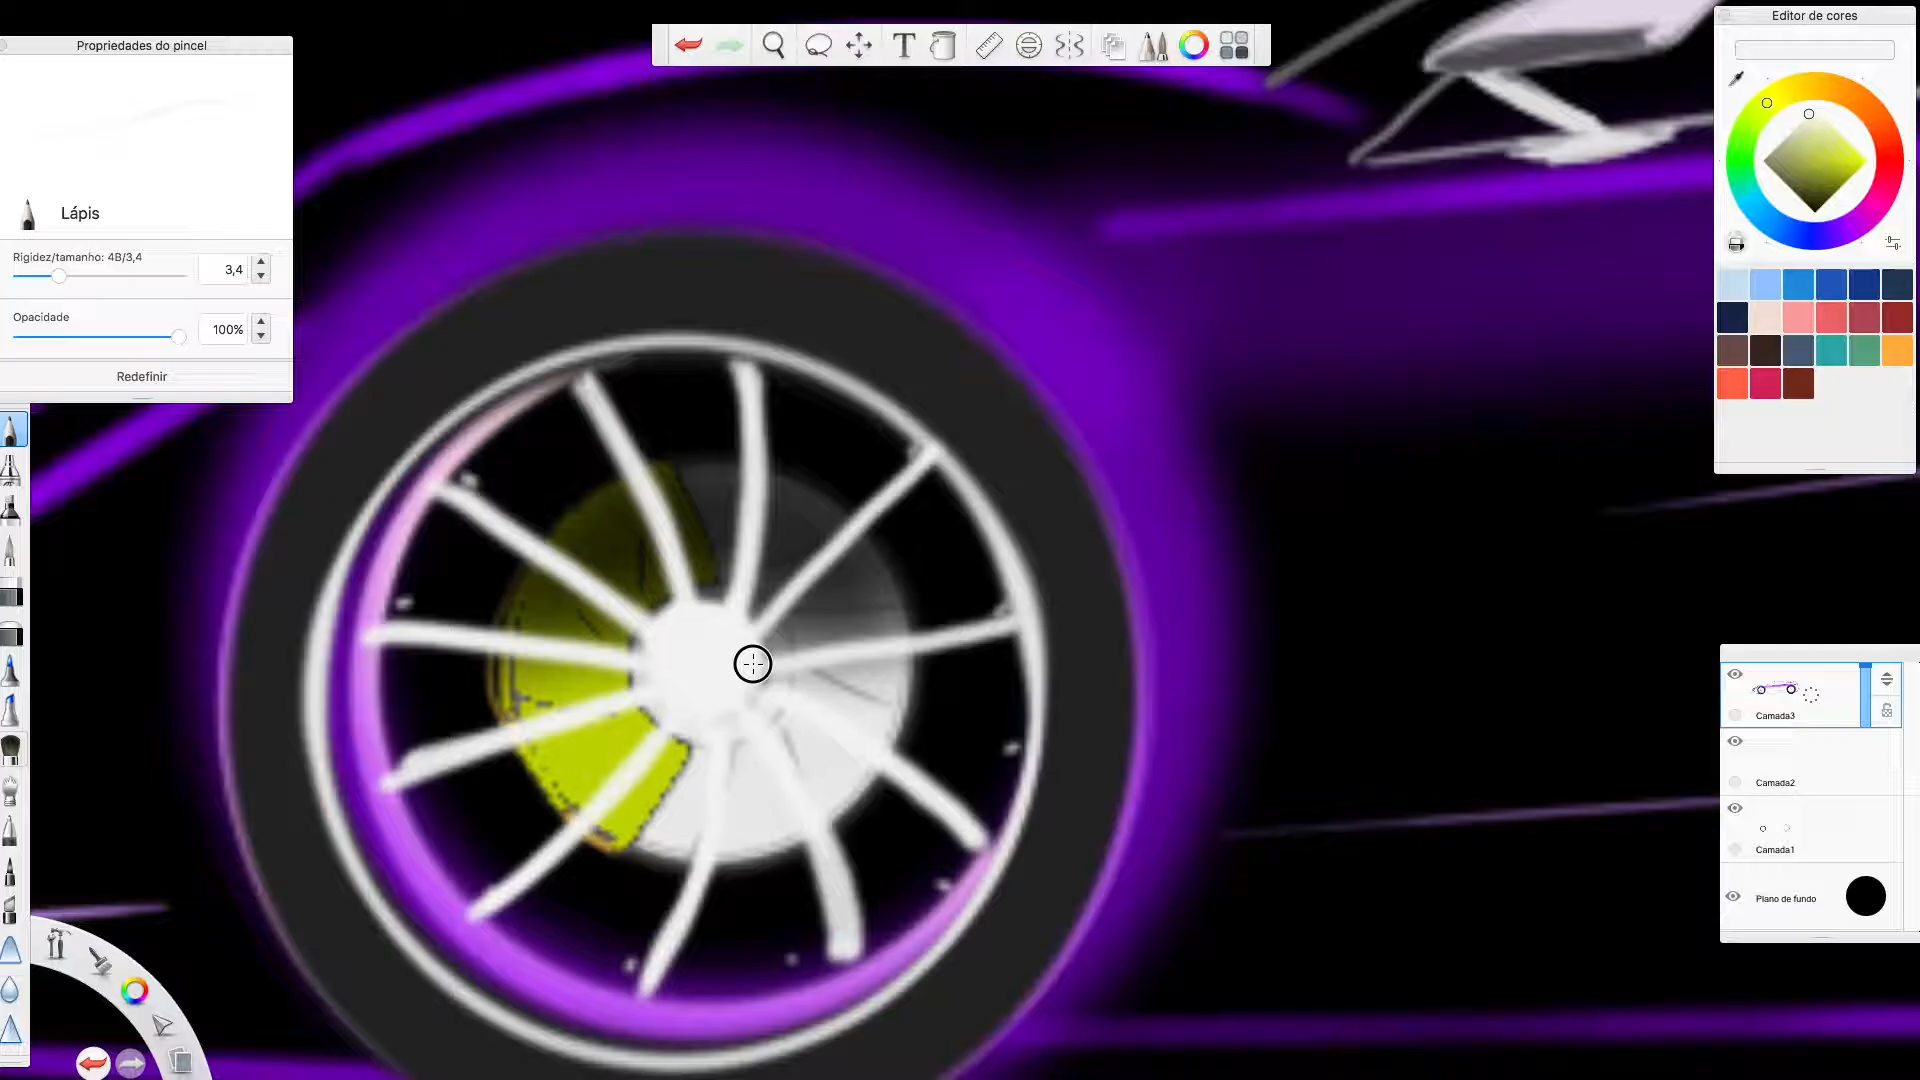 Propriedades do pincel
Lápis
Rigidez/tamanho: 4B/3,4
3,4
Opacidade
100%
Redefinir
T
Editor de cores
Camada3
Camada2
Camada1
Plano de fundo